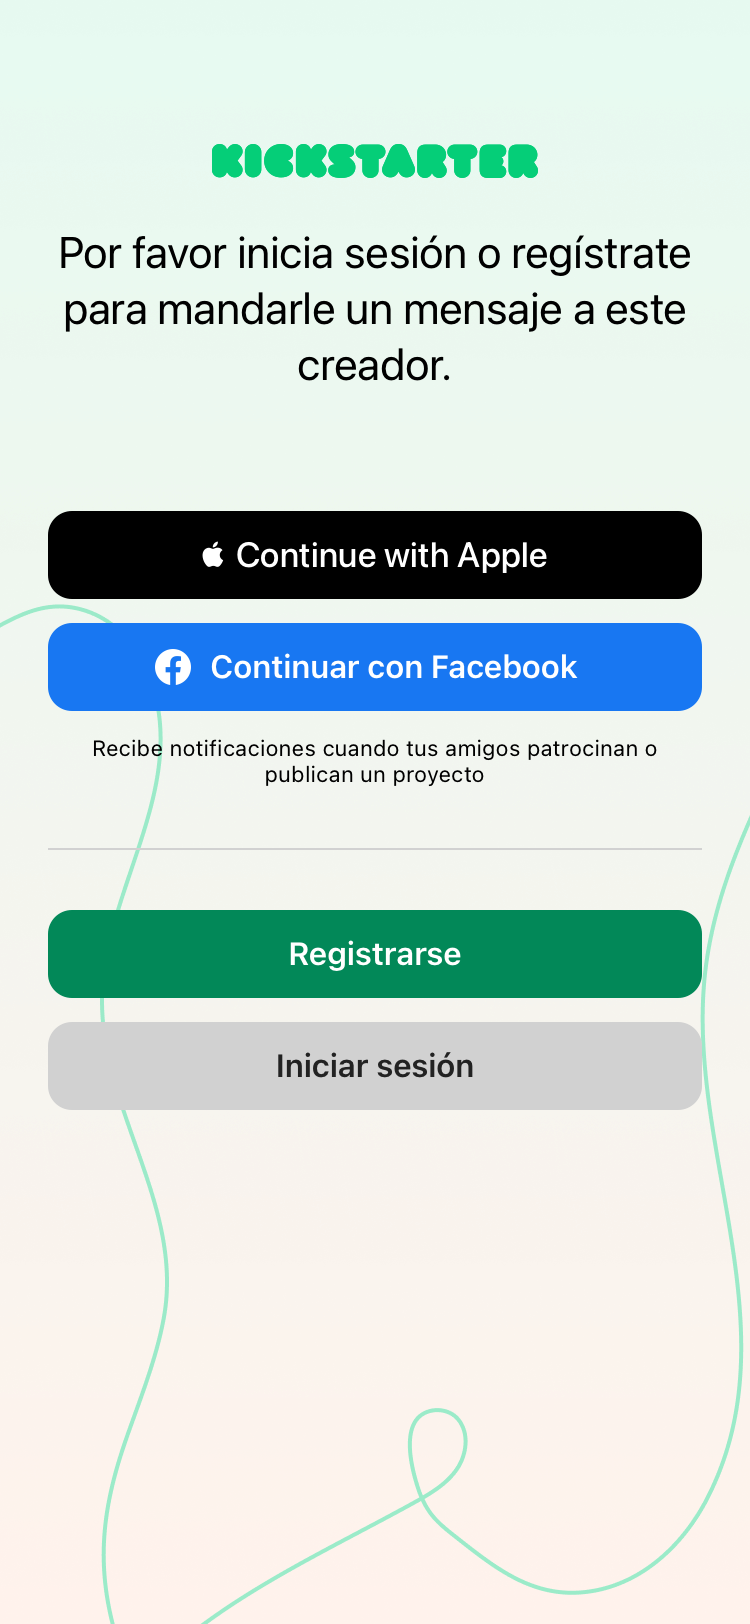 KICKSTARTER
Por favor inicia sesión o regístrate
para mandarle un mensaje a este
creador.
Continue with Apple
Continuar con Facebook
Recibe notificaciones cuando tus amigos patrocinan o
publican un proyecto
Registrarse
Iniciar sesión